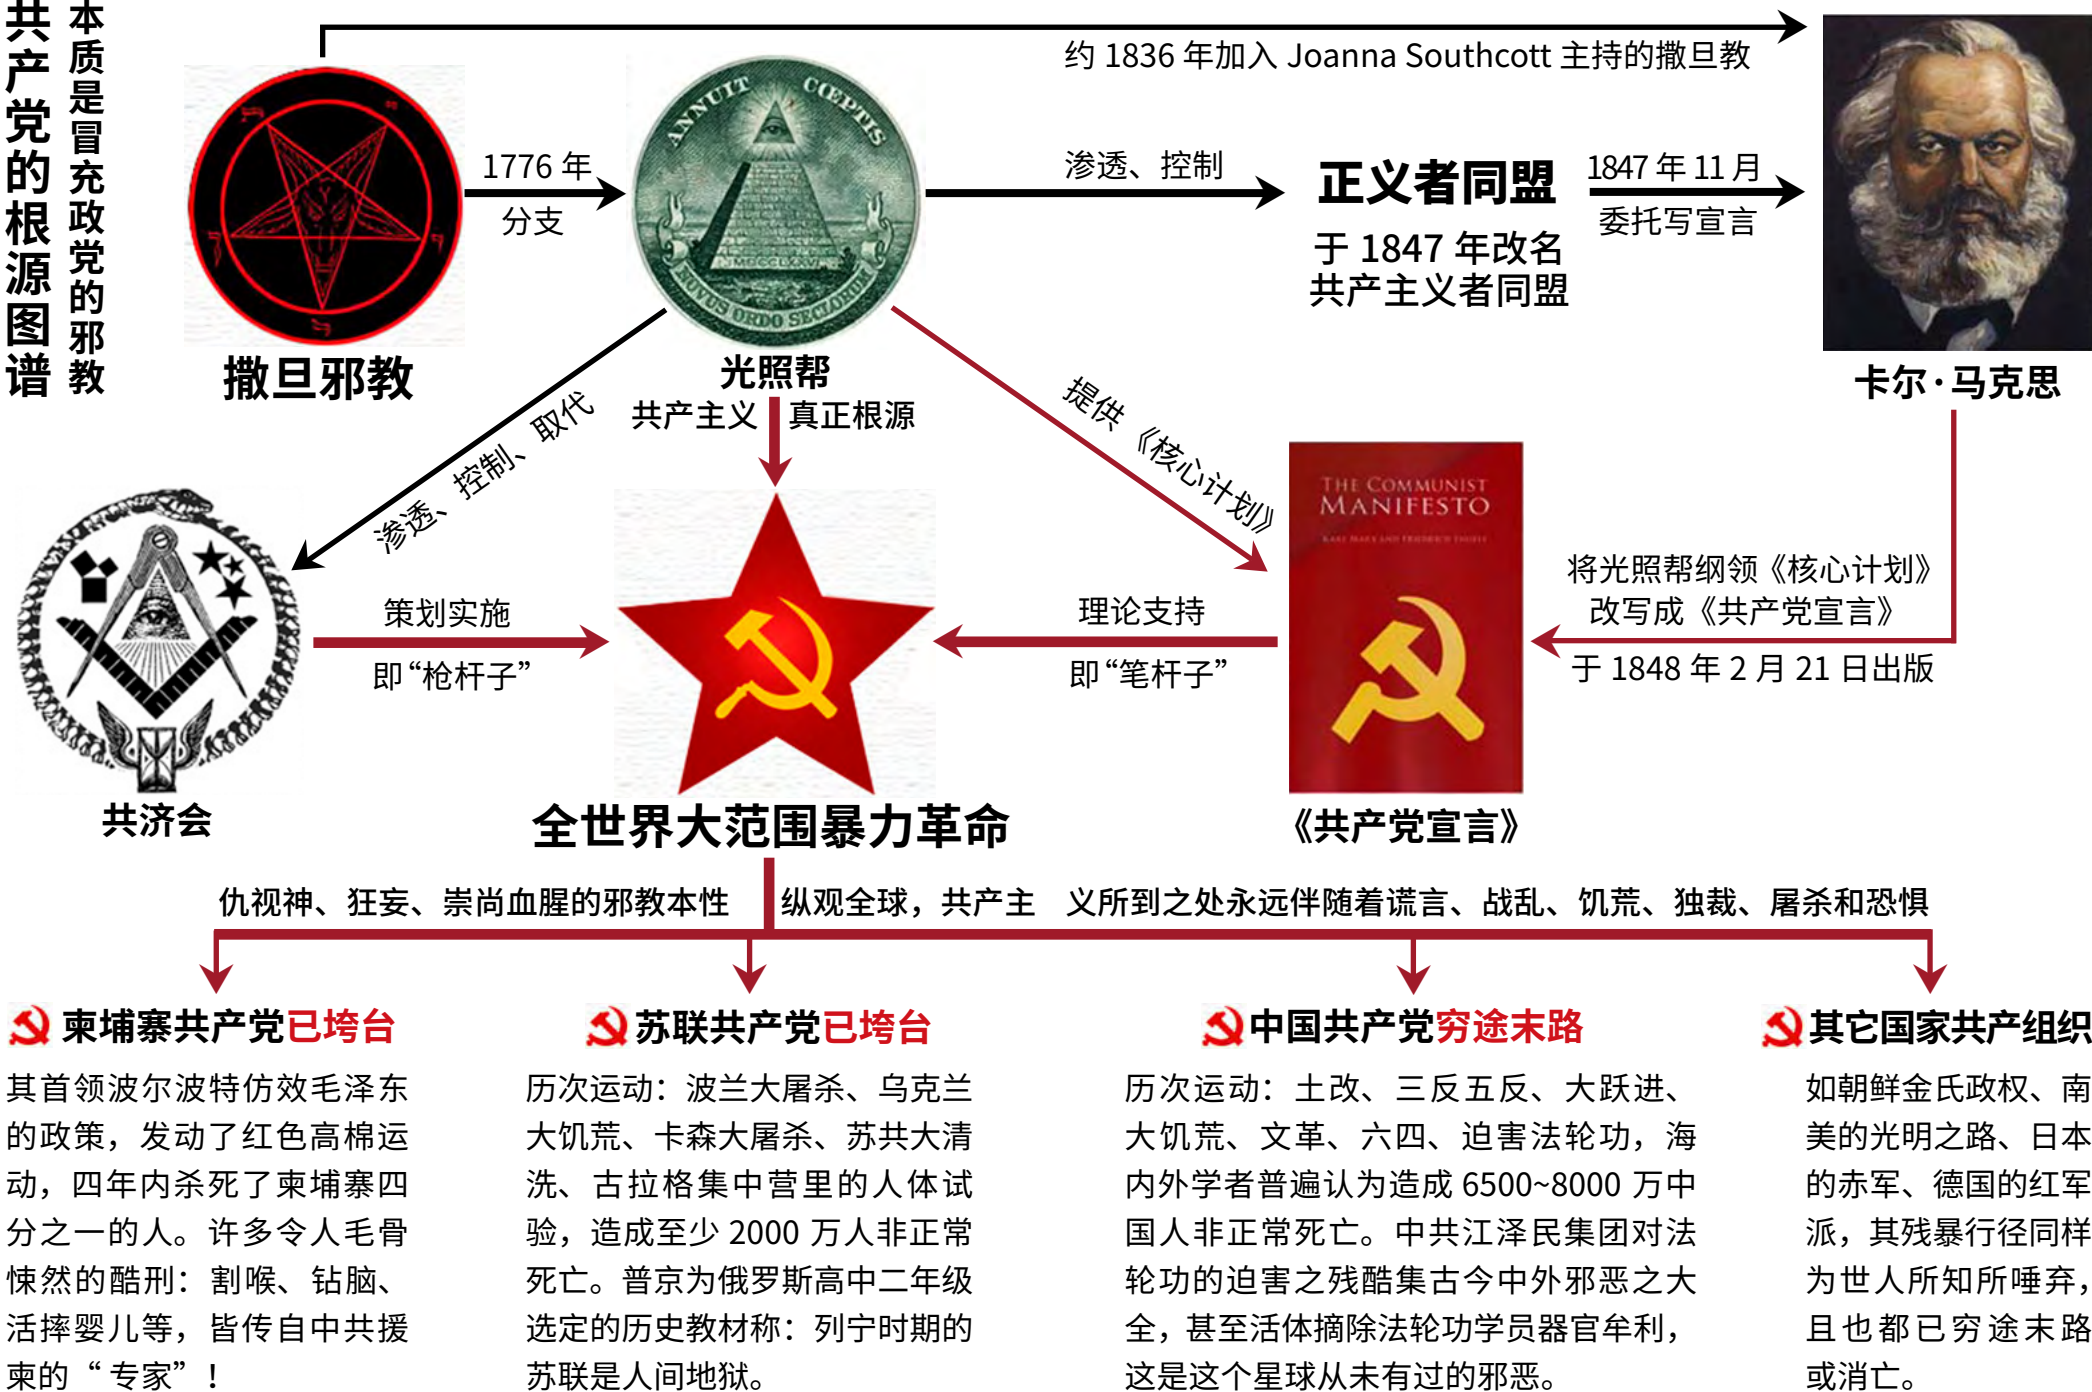 共产党的根源图谱
本质是冒充政党的邪教
约 1836 年加入 Joanna Southcott 主持的撒旦教
1776 年
分支
ANNUIT CŒPTIS
MDCCLXXVI
NOVUS ORDO SECLORUM
渗透、控制
正义者同盟
于 1847 年改名
共产主义者同盟
1847 年 11 月
委托写宣言
撒旦邪教
光照帮
卡尔·马克思
共产主义 真正根源
渗透、控制、取代
提供《核心计划》
THE COMMUNIST
MANIFESTO
KARL MARX AND FRIEDRICH ENGELS
将光照帮纲领《核心计划》
改写成《共产党宣言》
于 1848 年 2 月 21 日出版
策划实施
即“枪杆子”
理论支持
即“笔杆子”
共济会
全世界大范围暴力革命
《共产党宣言》
仇视神、狂妄、崇尚血腥的邪教本性 纵观全球，共产主 义所到之处永远伴随着谎言、战乱、饥荒、独裁、屠杀和恐惧
柬埔寨共产党已垮台
其首领波尔波特仿效毛泽东
的政策，发动了红色高棉运
动，四年内杀死了柬埔寨四
分之一的人。许多令人毛骨
悚然的酷刑：割喉、钻脑、
活摔婴儿等，皆传自中共援
柬的“ 专家”！
苏联共产党已垮台
历次运动：波兰大屠杀、乌克兰
大饥荒、卡森大屠杀、苏共大清
洗、古拉格集中营里的人体试
验，造成至少 2000 万人非正常
死亡。普京为俄罗斯高中二年级
选定的历史教材称：列宁时期的
苏联是人间地狱。
中国共产党穷途末路
历次运动：土改、三反五反、大跃进、
大饥荒、文革、六四、迫害法轮功，海
内外学者普遍认为造成 6500~8000 万中
国人非正常死亡。中共江泽民集团对法
轮功的迫害之残酷集古今中外邪恶之大
全，甚至活体摘除法轮功学员器官牟利，
这是这个星球从未有过的邪恶。
其它国家共产组织
如朝鲜金氏政权、南
美的光明之路、日本
的赤军、德国的红军
派，其残暴行径同样
为世人所知所唾弃，
且也都已穷途末路
或消亡。